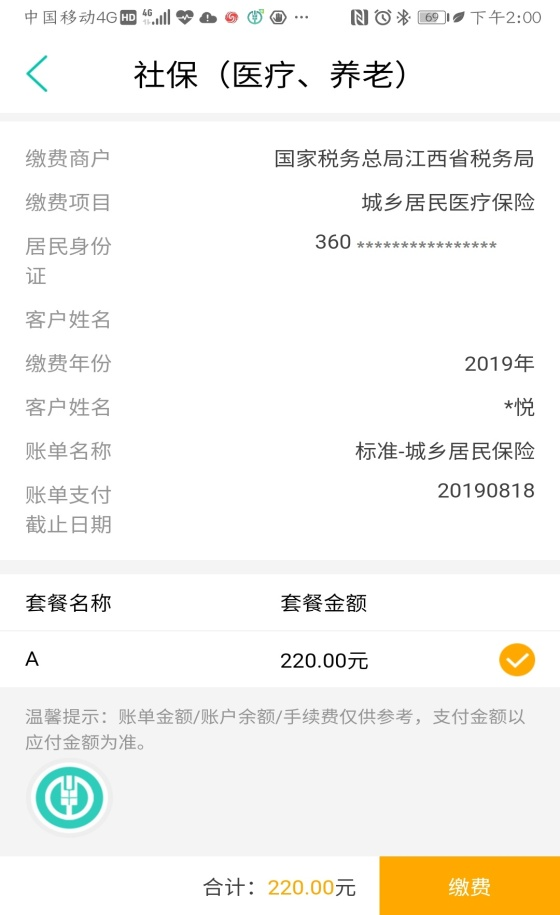 中国移动4G HD 4G 69 下午2:00
社保（医疗、养老）
缴费商户 国家税务总局江西省税务局
缴费项目 城乡居民医疗保险
居民身份 360 ****************
证
客户姓名
缴费年份 2019年
客户姓名 *悦
账单名称 标准-城乡居民保险
账单支付 20190818
截止日期
套餐名称 套餐金额
A 220.00元
温馨提示：账单金额/账户余额/手续费仅供参考，支付金额以
应付金额为准。
合计：220.00元 缴费